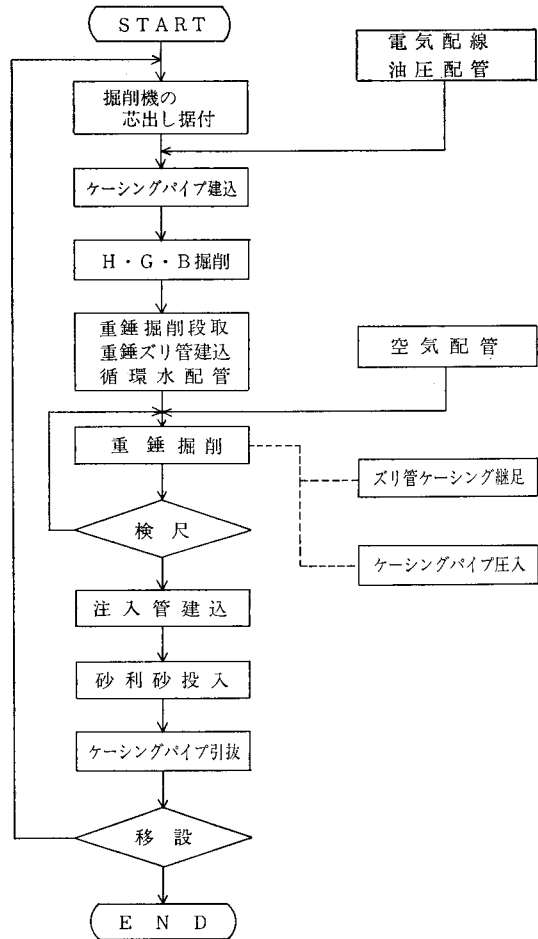 START
電気配線
油圧配管
掘削機の
芯出し据付
ケーシングパイプ建込
H・G・B掘削
重錘掘削段取
重錘ズリ管建込
循環水配管
空気配管
重錘掘削
ズリ管ケーシング継足
検尺
ケーシングパイプ圧入
注入管建込
砂利砂投入
ケーシングパイプ引抜
移設
END